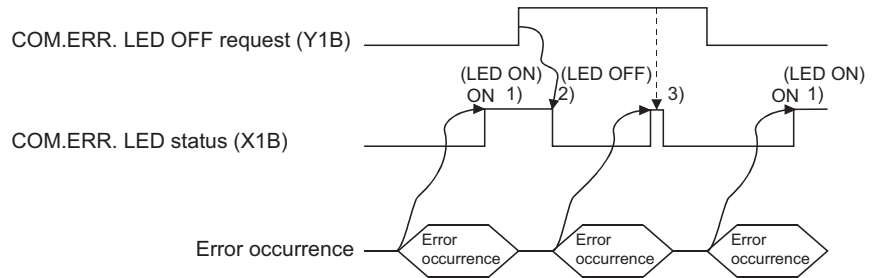 COM.ERR. LED OFF request (Y1B)
(LED ON) (LED OFF) (LED ON)
ON 1) 2) 3) ON 1)
COM.ERR. LED status (X1B)
Error occurrence
Error
occurrence
Error
occurrence
Error
occurrence